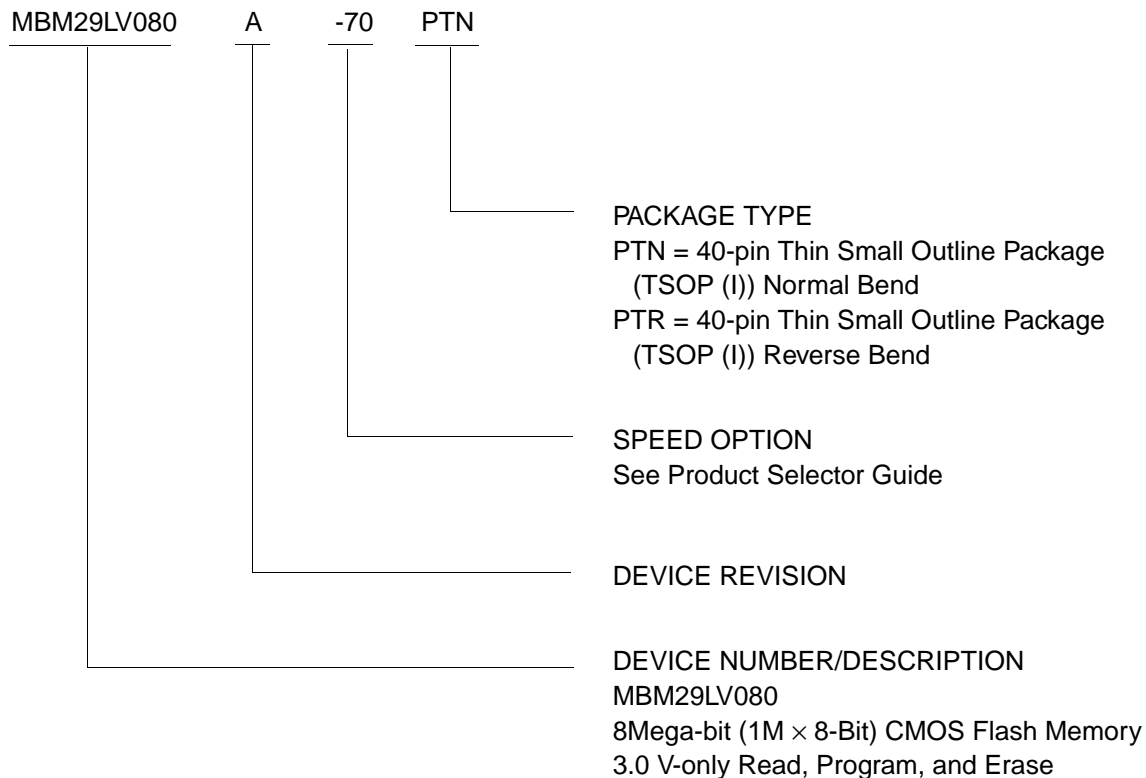 MBM29LV080 A -70 PTN
PACKAGE TYPE
PTN = 40-pin Thin Small Outline Package
(TSOP (I)) Normal Bend
PTR = 40-pin Thin Small Outline Package
(TSOP (I)) Reverse Bend
SPEED OPTION
See Product Selector Guide
DEVICE REVISION
DEVICE NUMBER/DESCRIPTION
MBM29LV080
8Mega-bit (1M × 8-Bit) CMOS Flash Memory
3.0 V-only Read, Program, and Erase